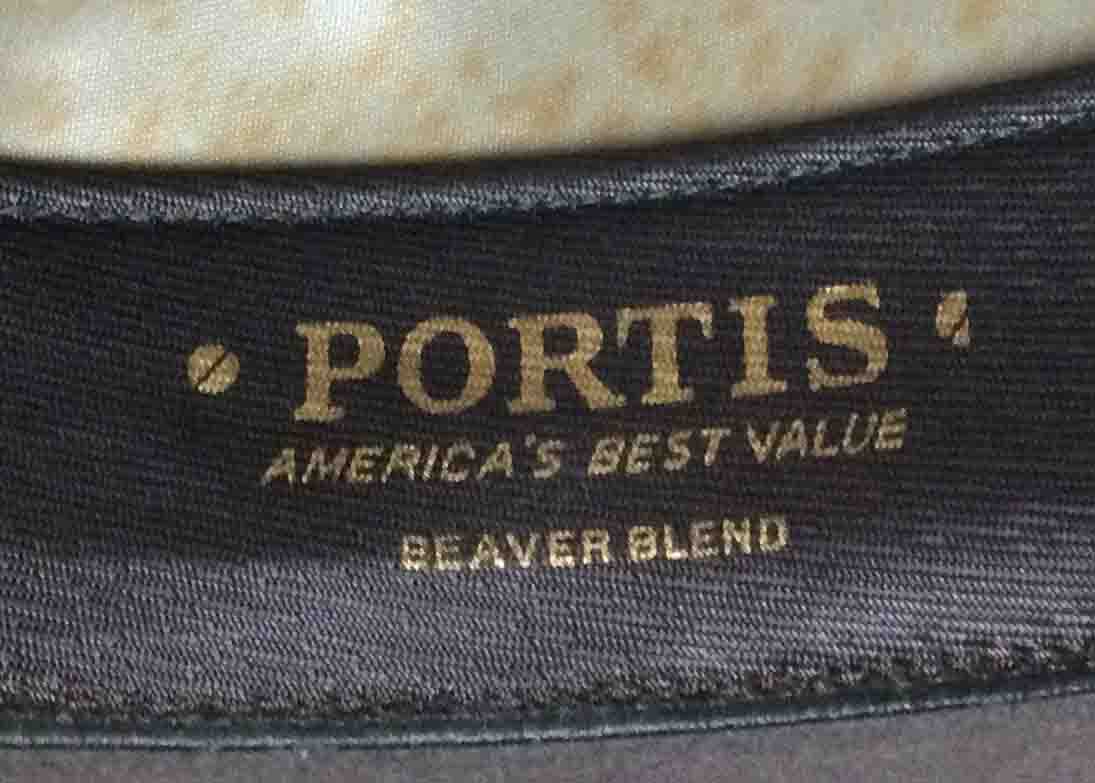 PORTIS
AMERICA'S BEST VALUE
BEAVER BLEND